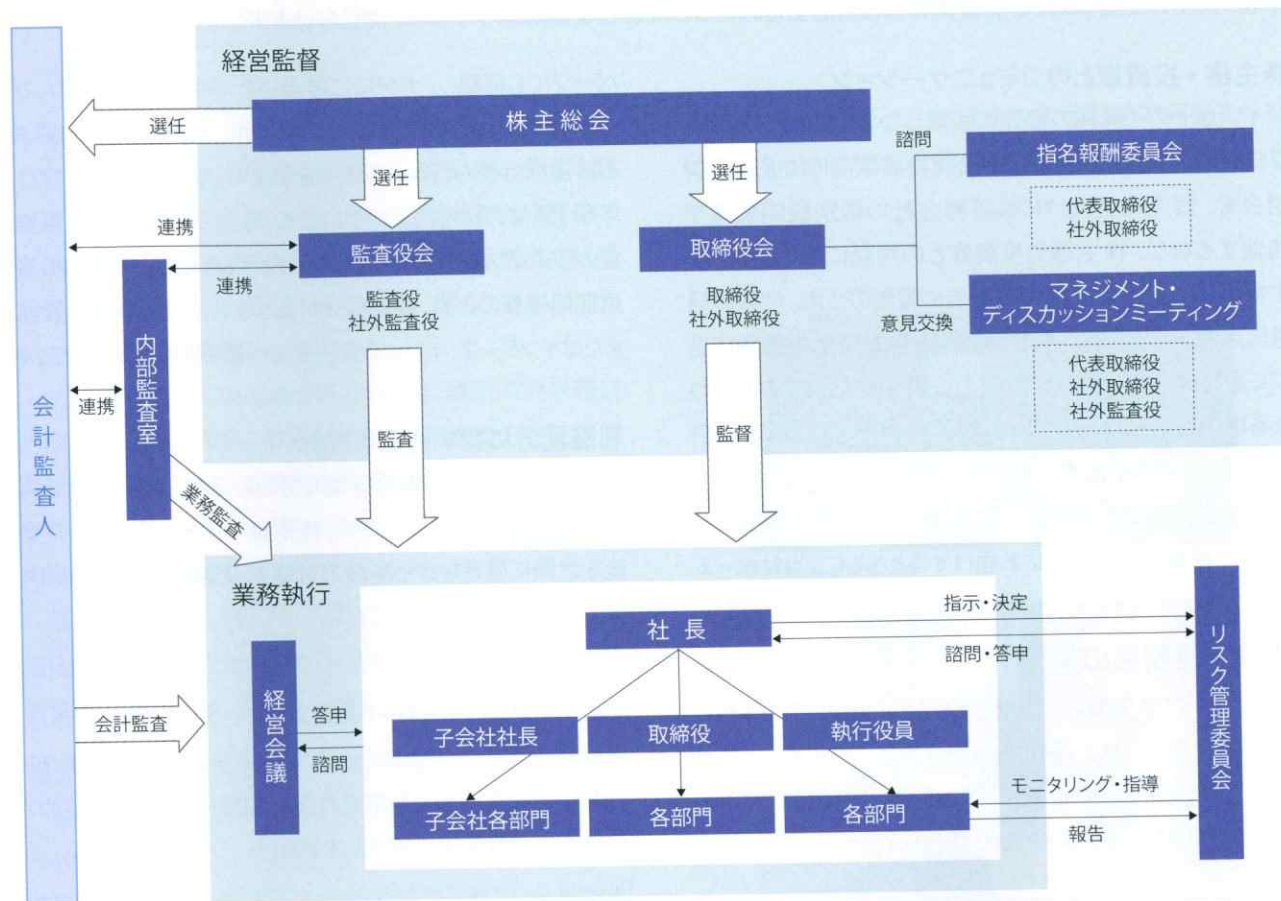 経営監督
選任
株主総会
選任
選任
諮問
指名報酬委員会
代表取締役
社外取締役
連携
監査役会
取締役会
連携
監査役
社外監査役
取締役
社外取締役
意見交換
マネジメント・
ディスカッションミーティング
代表取締役
社外取締役
社外監査役
内部監査室
連携
会計監査人
監査
監督
業務監査
業務執行
社長
指示・決定
諮問・答申
リスク管理委員会
経営会議
答申
諮問
会計監査
子会社社長
取締役
執行役員
子会社各部門
各部門
各部門
モニタリング・指導
報告